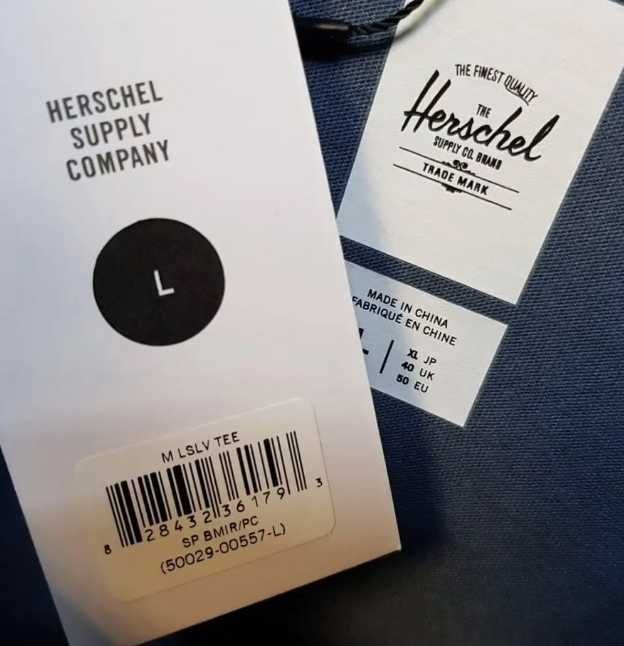 HERSCHEL
SUPPLY
COMPANY
L
M LSLV TEE
8 28432 36179 3
SP BMIR/PC
(50029-00557-L)
THE FINEST QUALITY
THE
Herschel
SUPPLY CO. BRAND
TRADE MARK
MADE IN CHINA
FABRIQUÉ EN CHINE
L
XL JP
40 UK
50 EU